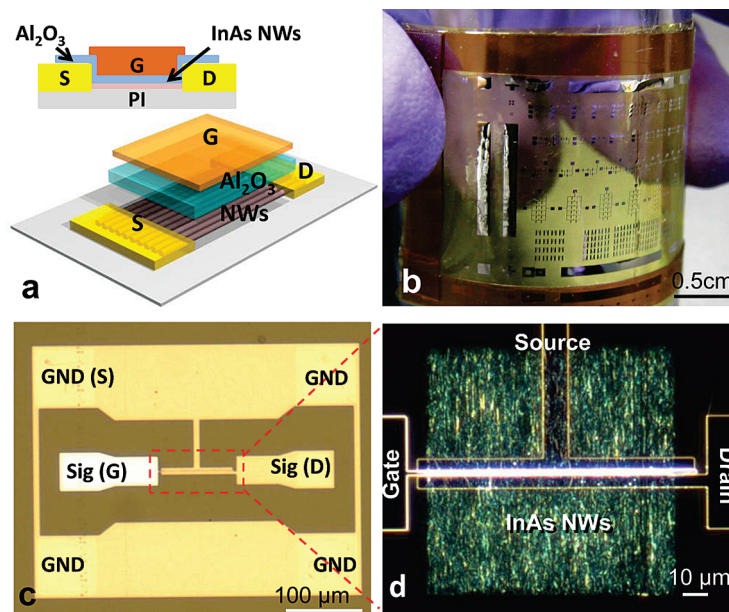 Al₂O₃
InAs NWs
G
S
D
PI
G
D
Al₂O₃
S
NWs
a
b
0.5cm
GND (S)
GND
Sig (G)
Sig (D)
GND
GND
c
100 µm
Source
Gate
Drain
InAs NWs
d
10 µm